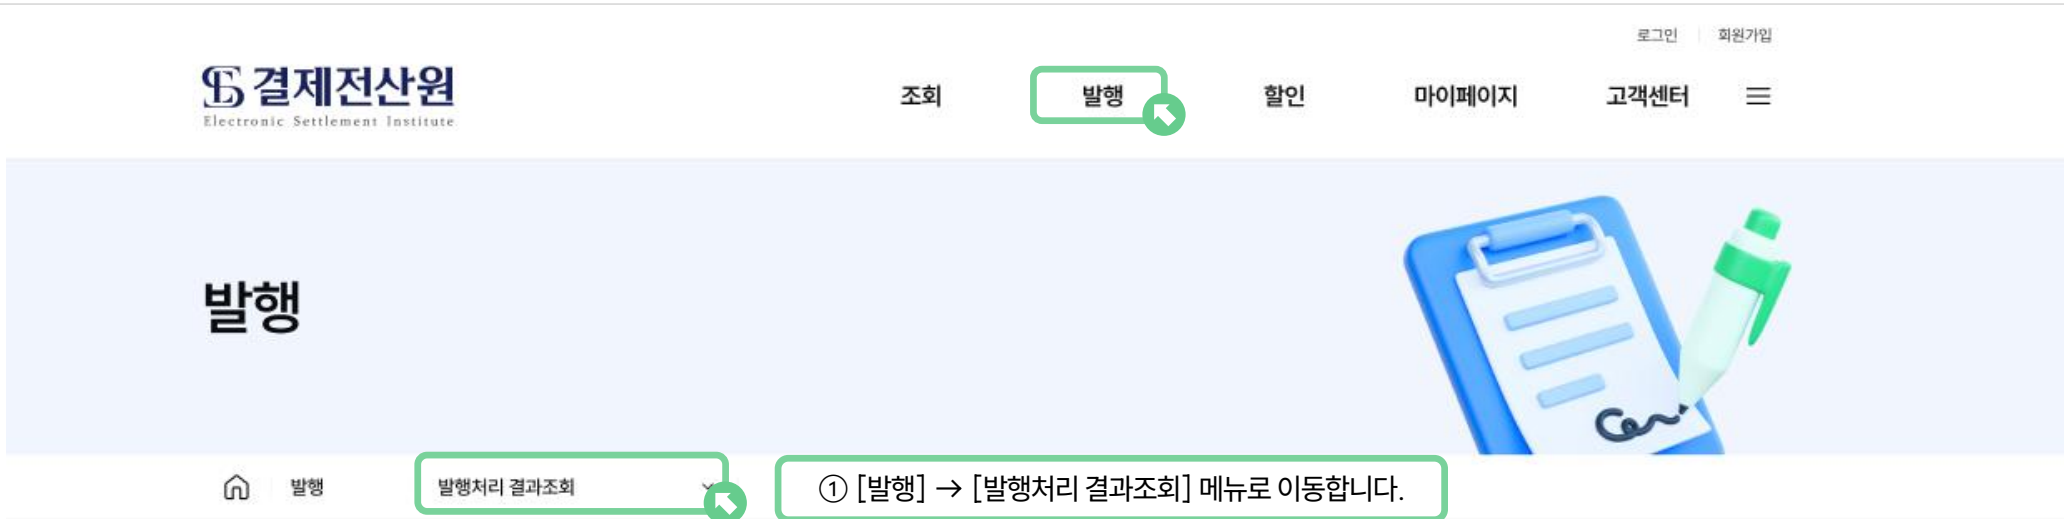 로그인 회원가입
결제전산원
Electronic Settlement Institute
조회 발행 할인 마이페이지 고객센터
발행
발행 발행처리 결과조회
① [발행] → [발행처리 결과조회] 메뉴로 이동합니다.